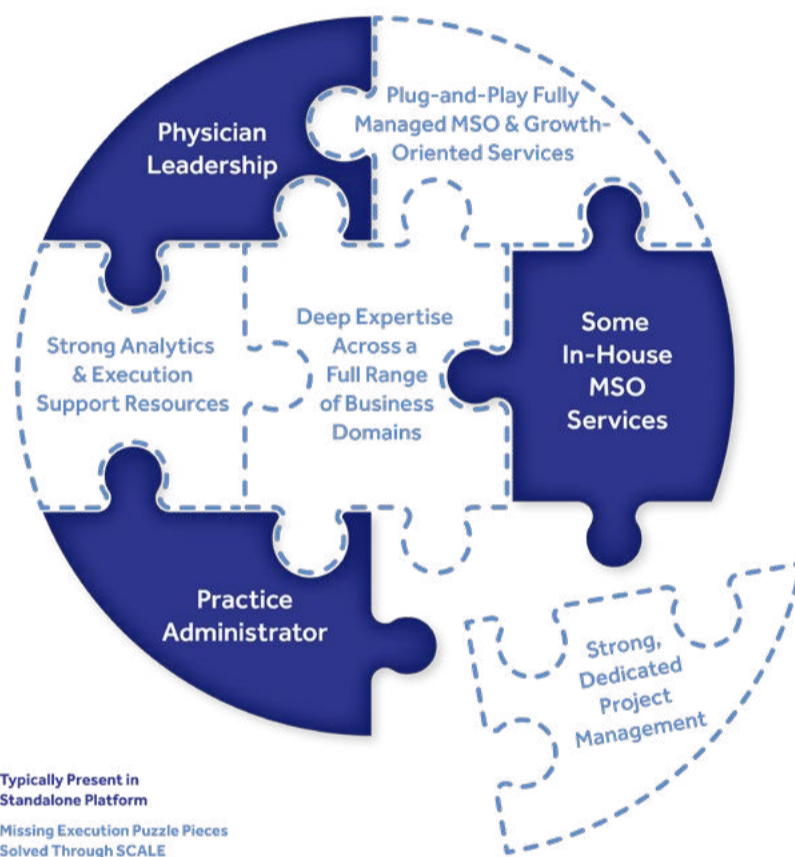 Physician
Leadership
Plug-and-Play Fully
Managed MSO & Growth-
Oriented Services
Strong Analytics
& Execution
Support Resources
Deep Expertise
Across a
Full Range
of Business
Domains
Some
In-House
MSO
Services
Practice
Administrator
Strong,
Dedicated
Project
Management
Typically Present in
Standalone Platform
Missing Execution Puzzle Pieces
Solved Through SCALE